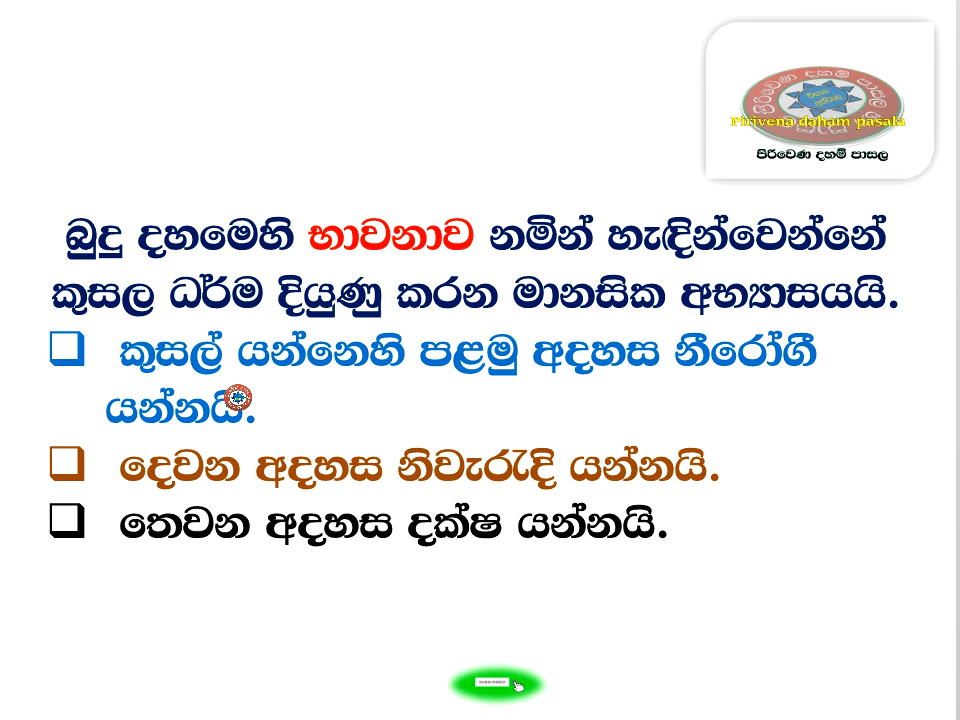 Pirivena daham pasala
පිරිවෙණ දහම් පාසල
බුදු දහමෙහි භාවනාව නමින් හැඳින්වෙන්නේ
කුසල ධර්ම දියුණු කරන මානසික අභ්‍යාසයයි.
❑ කුසල් යන්නෙහි පළමු අදහස නීරෝගී
යන්නයි.
❑ දෙවන අදහස නිවැරැදි යන්නයි.
❑ තෙවන අදහස දක්ෂ යන්නයි.
SUBSCRIBED